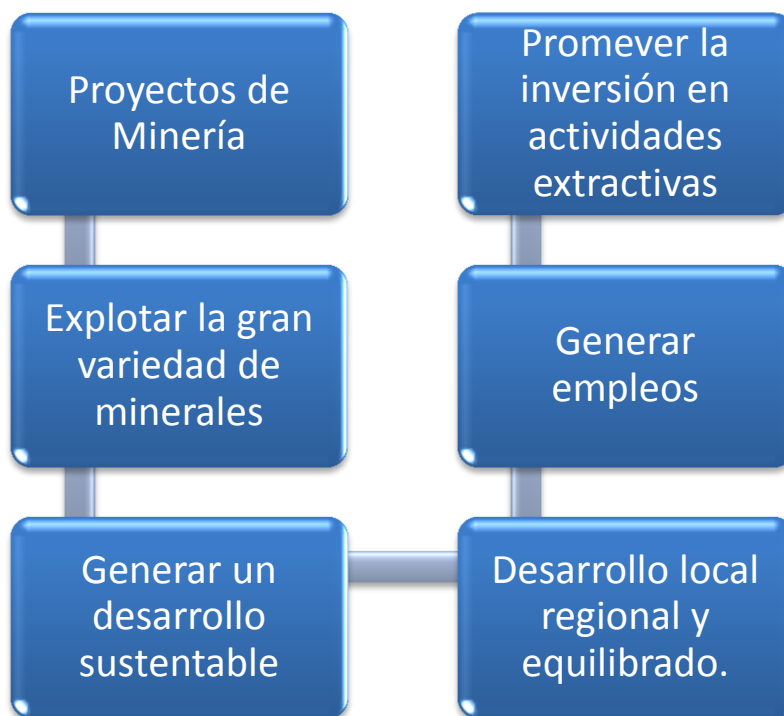 Proyectos de
Minería
Explotar la gran
variedad de
minerales
Generar un
desarrollo
sustentable
Desarrollo local
regional y
equilibrado.
Generar
empleos
Promever la
inversión en
actividades
extractivas